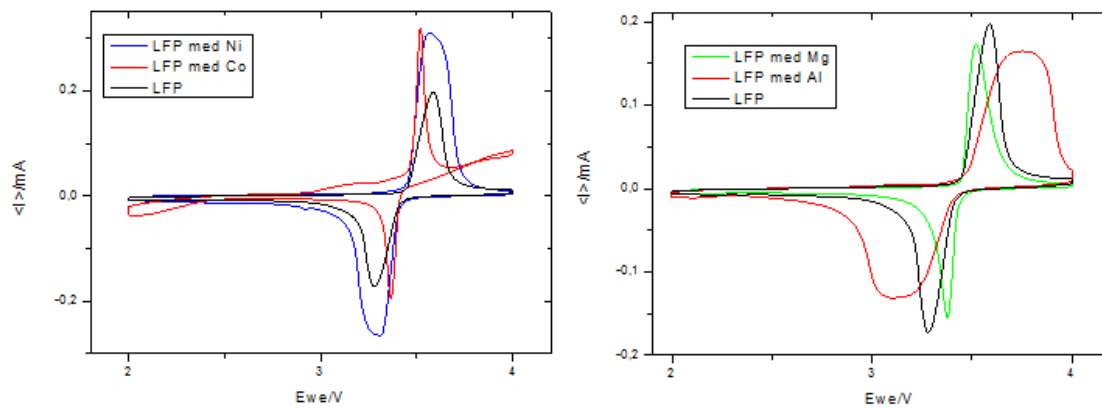 LFP med Ni
LFP med Co
LFP
0,2
0,0
-0,2
<I>/mA
2
3
4
Ewe/V
0,2
LFP med Mg
LFP med Al
LFP
0,1
0,0
-0,1
-0,2
<I>/mA
2
3
4
Ewe/V